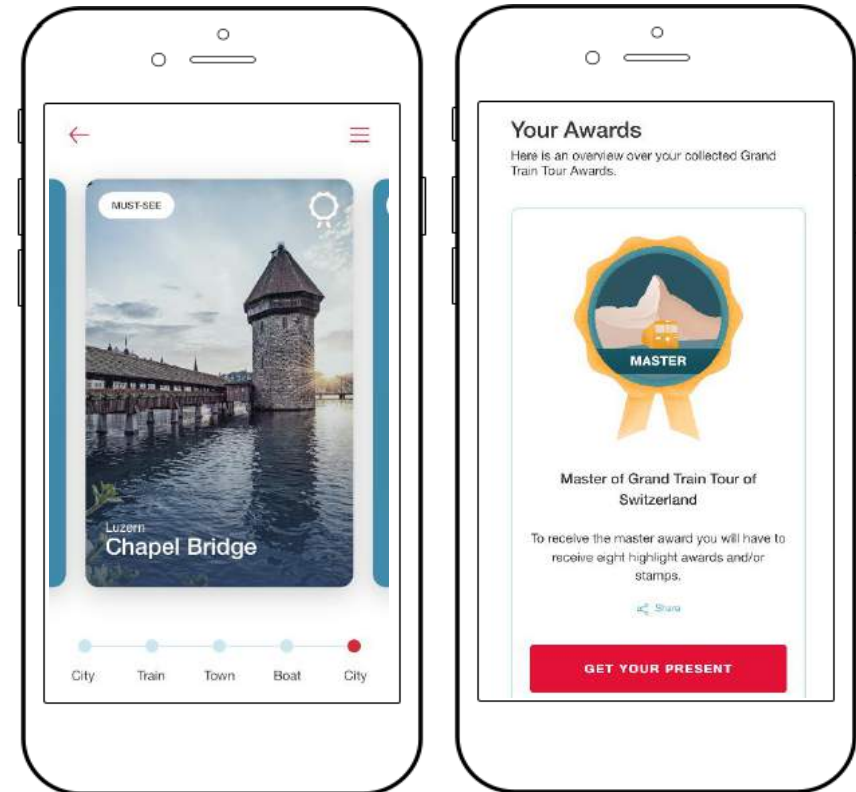 MUST-SEE
Luzern
Chapel Bridge
City
Train
Town
Boat
City
Your Awards
Here is an overview over your collected Grand
Train Tour Awards.
MASTER
Master of Grand Train Tour of
Switzerland
To receive the master award you will have to
receive eight highlight awards and/or
stamps.
Share
GET YOUR PRESENT